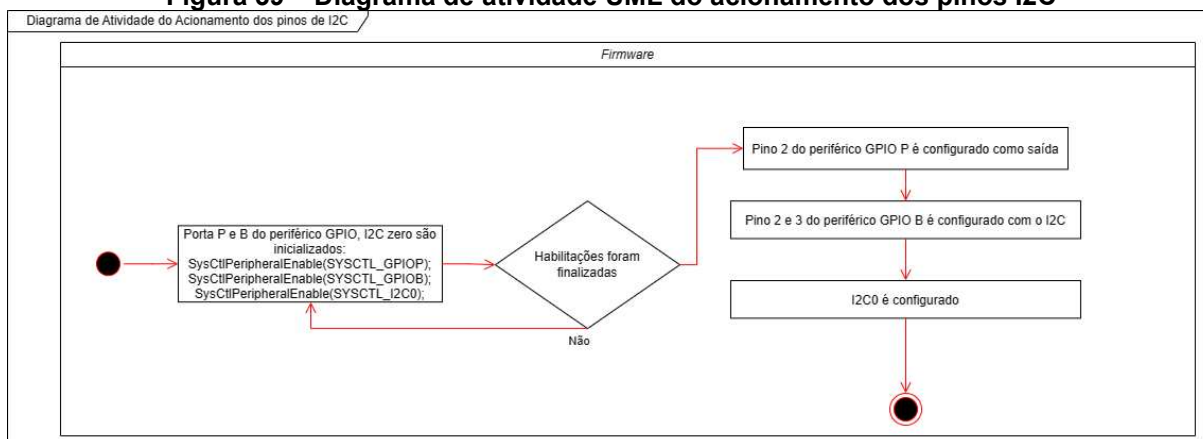 Figura 39 – Diagrama de atividade UML do acionamento dos pinos I2C
Diagrama de Atividade do Acionamento dos pinos de I2C
Firmware
Porta P e B do periférico GPIO, I2C zero são
inicializados:
SysCtlPeripheralEnable(SYSCTL_GPIOP);
SysCtlPeripheralEnable(SYSCTL_GPIOB);
SysCtlPeripheralEnable(SYSCTL_I2C0);
Habilitações foram
finalizadas
Não
Pino 2 do periférico GPIO P é configurado como saída
Pino 2 e 3 do periférico GPIO B é configurado com o I2C
I2C0 é configurado